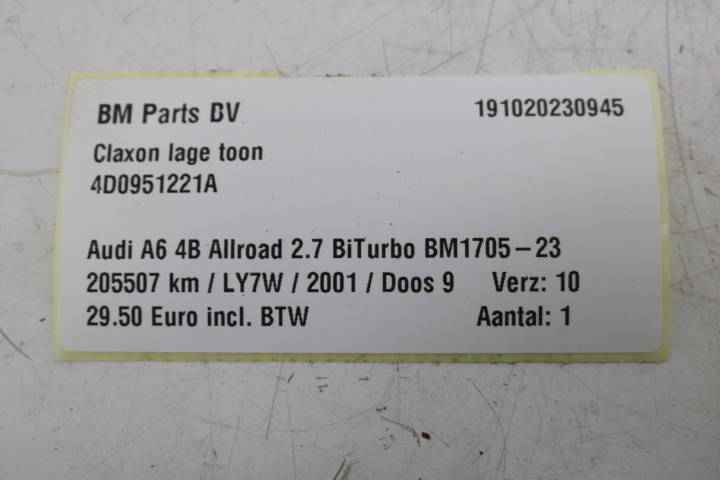 BM Parts BV 191020230945
Claxon lage toon
4D0951221A
Audi A6 4B Allroad 2.7 BiTurbo BM1705-23
205507 km / LY7W / 2001 / Doos 9 Verz: 10
29.50 Euro incl. BTW Aantal: 1